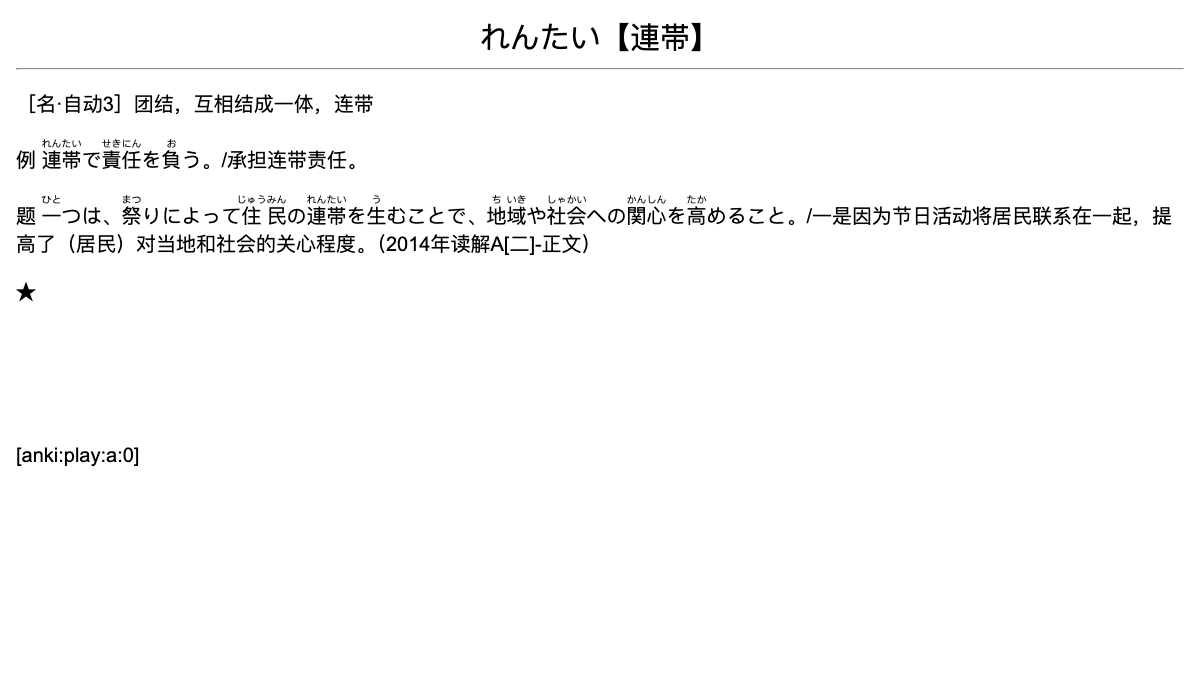 れんたい【連帯】
［名·自动3］团结，互相结成一体，连带
れんたい せきにん お
例 連帯で責任を負う。/承担连带责任。
ひと まつ じゅうみん れんたい う ちいき しゃかい かんしん たか
题 一つは、祭りによって住民の連帯を生むことで、地域や社会への関心を高めること。/一是因为节日活动将居民联系在一起，提
高了（居民）对当地和社会的关心程度。（2014年读解A[二]-正文）
★
[anki:play:a:0]